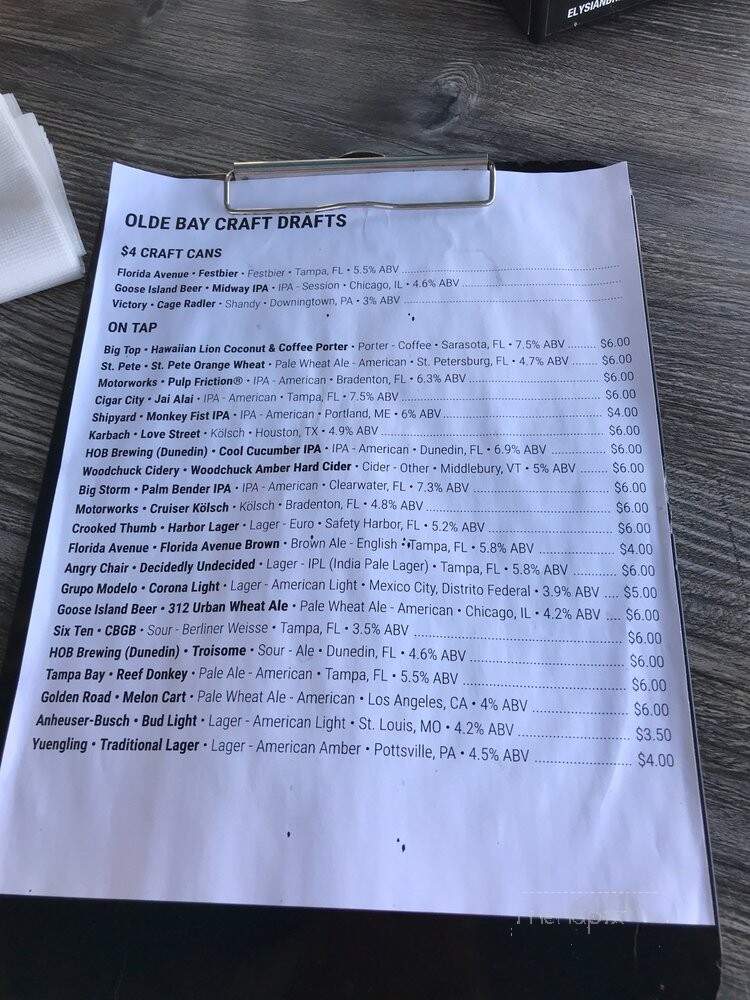 OLDE BAY CRAFT DRAFTS
$4 CRAFT CANS
Florida Avenue • Festbier • Festbier • Tampa, FL • 5.5% ABV
Goose Island Beer • Midway IPA • IPA - Session • Chicago, IL • 4.6% ABV
Victory • Cage Radler • Shandy • Downingtown, PA • 3% ABV
ON TAP
Big Top • Hawaiian Lion Coconut & Coffee Porter • Porter - Coffee • Sarasota, FL • 7.5% ABV ........ $6.00
St. Pete • St. Pete Orange Wheat • Pale Wheat Ale - American • St. Petersburg, FL • 4.7% ABV ........ $6.00
Motorworks • Pulp Friction® • IPA - American • Bradenton, FL • 6.3% ABV ........ $6.00
Cigar City • Jai Alai • IPA - American • Tampa, FL • 7.5% ABV ........ $6.00
Shipyard • Monkey Fist IPA • IPA - American • Portland, ME • 6% ABV ........ $4.00
Karbach • Love Street • Kölsch • Houston, TX • 4.9% ABV ........ $6.00
HOB Brewing (Dunedin) • Cool Cucumber IPA • IPA - American • Dunedin, FL • 6.9% ABV ........ $6.00
Woodchuck Cidery • Woodchuck Amber Hard Cider • Cider - Other • Middlebury, VT • 5% ABV ........ $6.00
Big Storm • Palm Bender IPA • IPA - American • Clearwater, FL • 7.3% ABV ........ $6.00
Motorworks • Cruiser Kölsch • Kölsch • Bradenton, FL • 4.8% ABV ........ $6.00
Crooked Thumb • Harbor Lager • Lager - Euro • Safety Harbor, FL • 5.2% ABV ........ $6.00
Florida Avenue • Florida Avenue Brown • Brown Ale - English • Tampa, FL • 5.8% ABV ........ $4.00
Angry Chair • Decidedly Undecided • Lager - IPL (India Pale Lager) • Tampa, FL • 5.8% ABV ........ $6.00
Grupo Modelo • Corona Light • Lager - American Light • Mexico City, Distrito Federal • 3.9% ABV .... $5.00
Goose Island Beer • 312 Urban Wheat Ale • Pale Wheat Ale - American • Chicago, IL • 4.2% ABV .... $6.00
Six Ten • CBGB • Sour - Berliner Weisse • Tampa, FL • 3.5% ABV ........ $6.00
HOB Brewing (Dunedin) • Troisome • Sour - Ale • Dunedin, FL • 4.6% ABV ........ $6.00
Tampa Bay • Reef Donkey • Pale Ale - American • Tampa, FL • 5.5% ABV ........ $6.00
Golden Road • Melon Cart • Pale Wheat Ale - American • Los Angeles, CA • 4% ABV ........ $6.00
Anheuser-Busch • Bud Light • Lager - American Light • St. Louis, MO • 4.2% ABV ........ $3.50
Yuengling • Traditional Lager • Lager - American Amber • Pottsville, PA • 4.5% ABV ........ $4.00